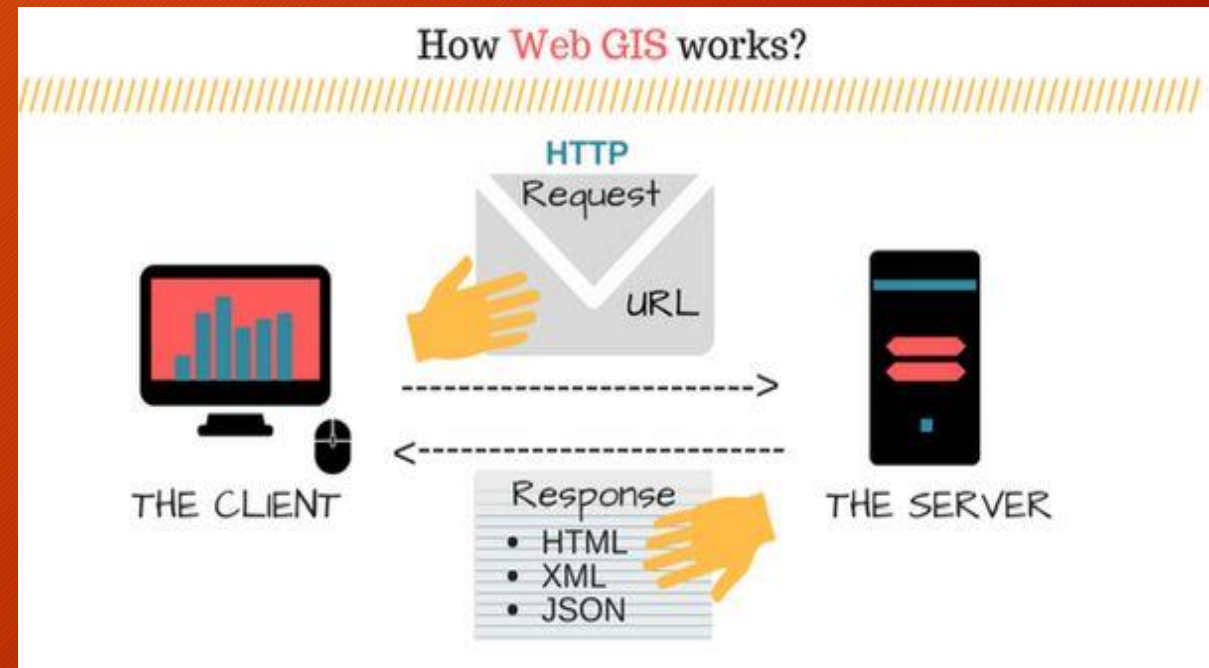 How Web GIS works?
HTTP
Request
URL
THE CLIENT
THE SERVER
Response
• HTML
• XML
• JSON